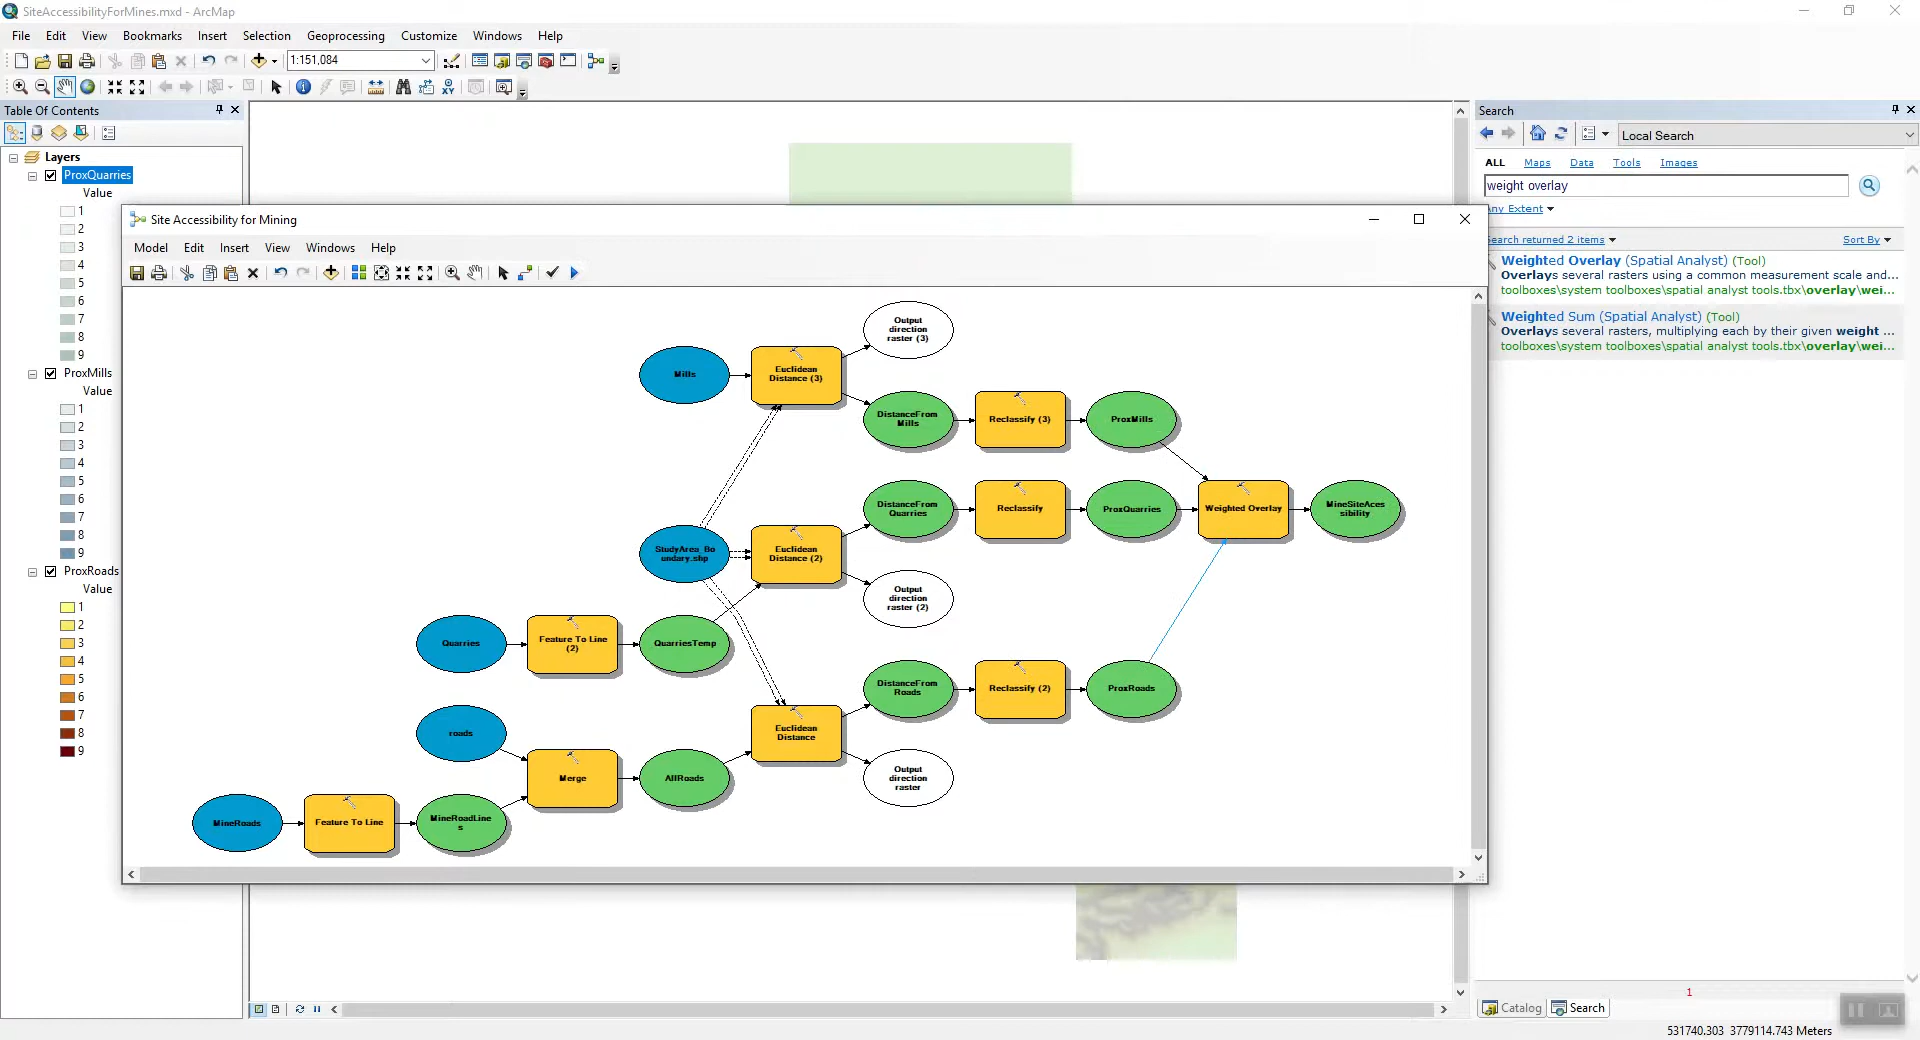 SiteAccessibilityForMines.mxd - ArcMap
File Edit View Bookmarks Insert Selection Geoprocessing Customize Windows Help
1:151,084
Table Of Contents
Layers
ProxQuarries
Value
1
2
3
4
5
6
7
8
9
ProxMills
Value
1
2
3
4
5
6
7
8
9
ProxRoads
Value
1
2
3
4
5
6
7
8
9
Site Accessibility for Mining
Model Edit Insert View Windows Help
Output
direction
raster (3)
Mills
Euclidean
Distance (3)
DistanceFrom
Mills
Reclassify (3)
ProxMills
DistanceFrom
Quarries
Reclassify
ProxQuarries
Weighted Overlay
MineSiteAcces
sibility
StudyArea_Bo
undary.shp
Euclidean
Distance (2)
Output
direction
raster (2)
Quarries
Feature To Line
(2)
QuarriesTemp
DistanceFrom
Roads
Reclassify (2)
ProxRoads
roads
Euclidean
Distance
Merge
AllRoads
Output
direction
raster
MineRoads
Feature To Line
MineRoadLine
s
Search
Local Search
ALL Maps Data Tools Images
weight overlay
Any Extent
Search returned 2 items
Sort By
Weighted Overlay (Spatial Analyst) (Tool)
Overlays several rasters using a common measurement scale and...
toolboxes\system toolboxes\spatial analyst tools.tbx\overlay\wei...
Weighted Sum (Spatial Analyst) (Tool)
Overlays several rasters, multiplying each by their given weight ...
toolboxes\system toolboxes\spatial analyst tools.tbx\overlay\wei...
1
Catalog Search
531740.303 3779114.743 Meters